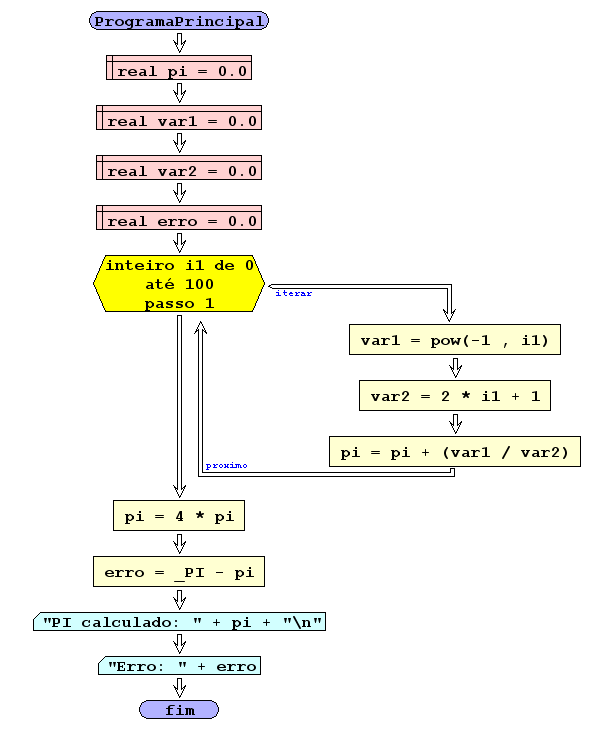 ProgramaPrincipal
real pi = 0.0
real var1 = 0.0
real var2 = 0.0
real erro = 0.0
inteiro i1 de 0
até 100
passo 1
iterar
var1 = pow(-1 , i1)
var2 = 2 * i1 + 1
pi = pi + (var1 / var2)
proximo
pi = 4 * pi
erro = _PI - pi
"PI calculado: " + pi + "\n"
"Erro: " + erro
fim